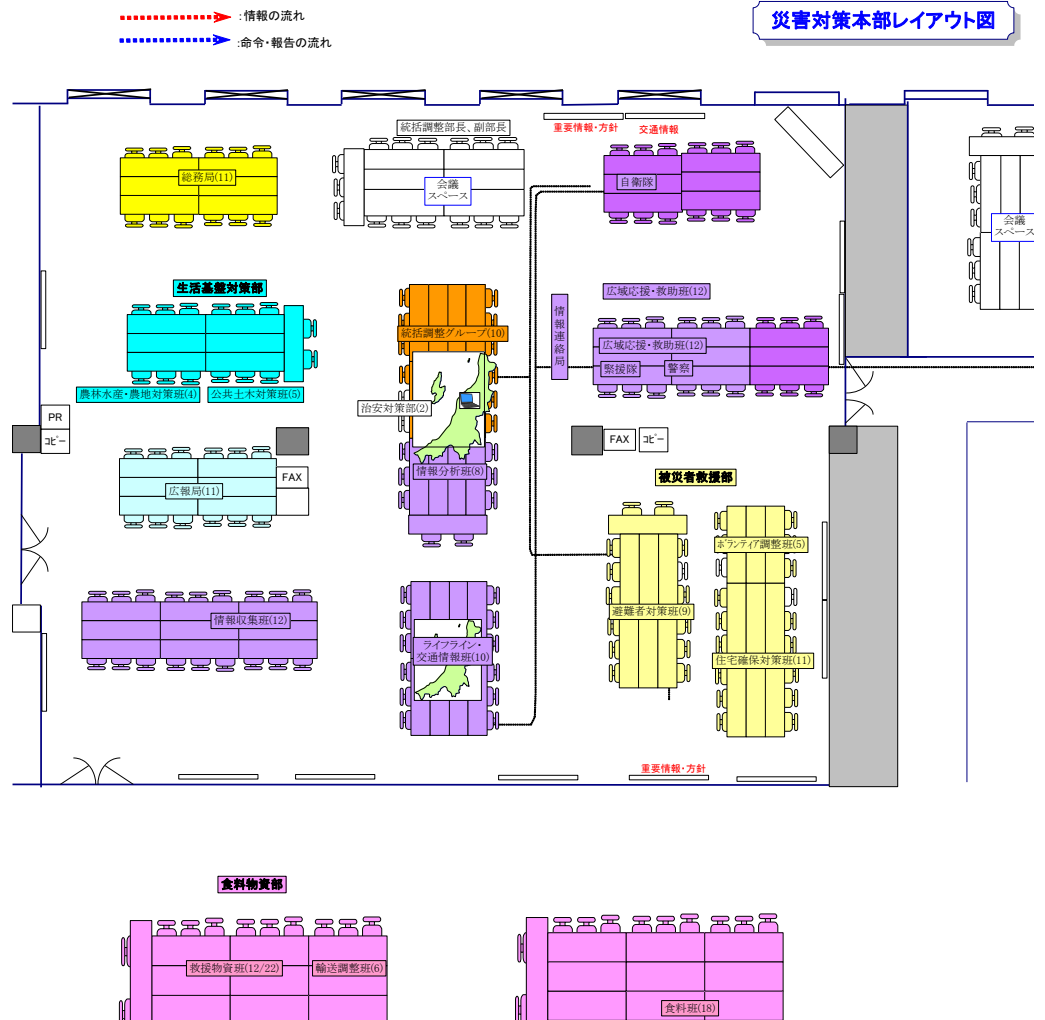 :情報の流れ
:命令・報告の流れ
災害対策本部レイアウト図
重要情報・方針
交通情報
統括調整部長、副部長
総務局(11)
会議
スペース
自衛隊
会議
スペース
生活基盤対策部
統括調整グループ(10)
情報連絡局
広域応援・救助班(12)
広域応援・救助班(12)
緊援隊
警察
農林水産・農地対策班(4)
公共土木対策班(5)
治安対策部(2)
PR
コピー
FAX
コピー
広報局(11)
FAX
情報分析班(8)
被災者救援部
ボランティア調整班(5)
避難者対策班(9)
情報収集班(12)
ライフライン・
交通情報班(10)
住宅確保対策班(11)
重要情報・方針
食料物資部
救援物資班(12/22)
輸送調整班(6)
食料班(18)